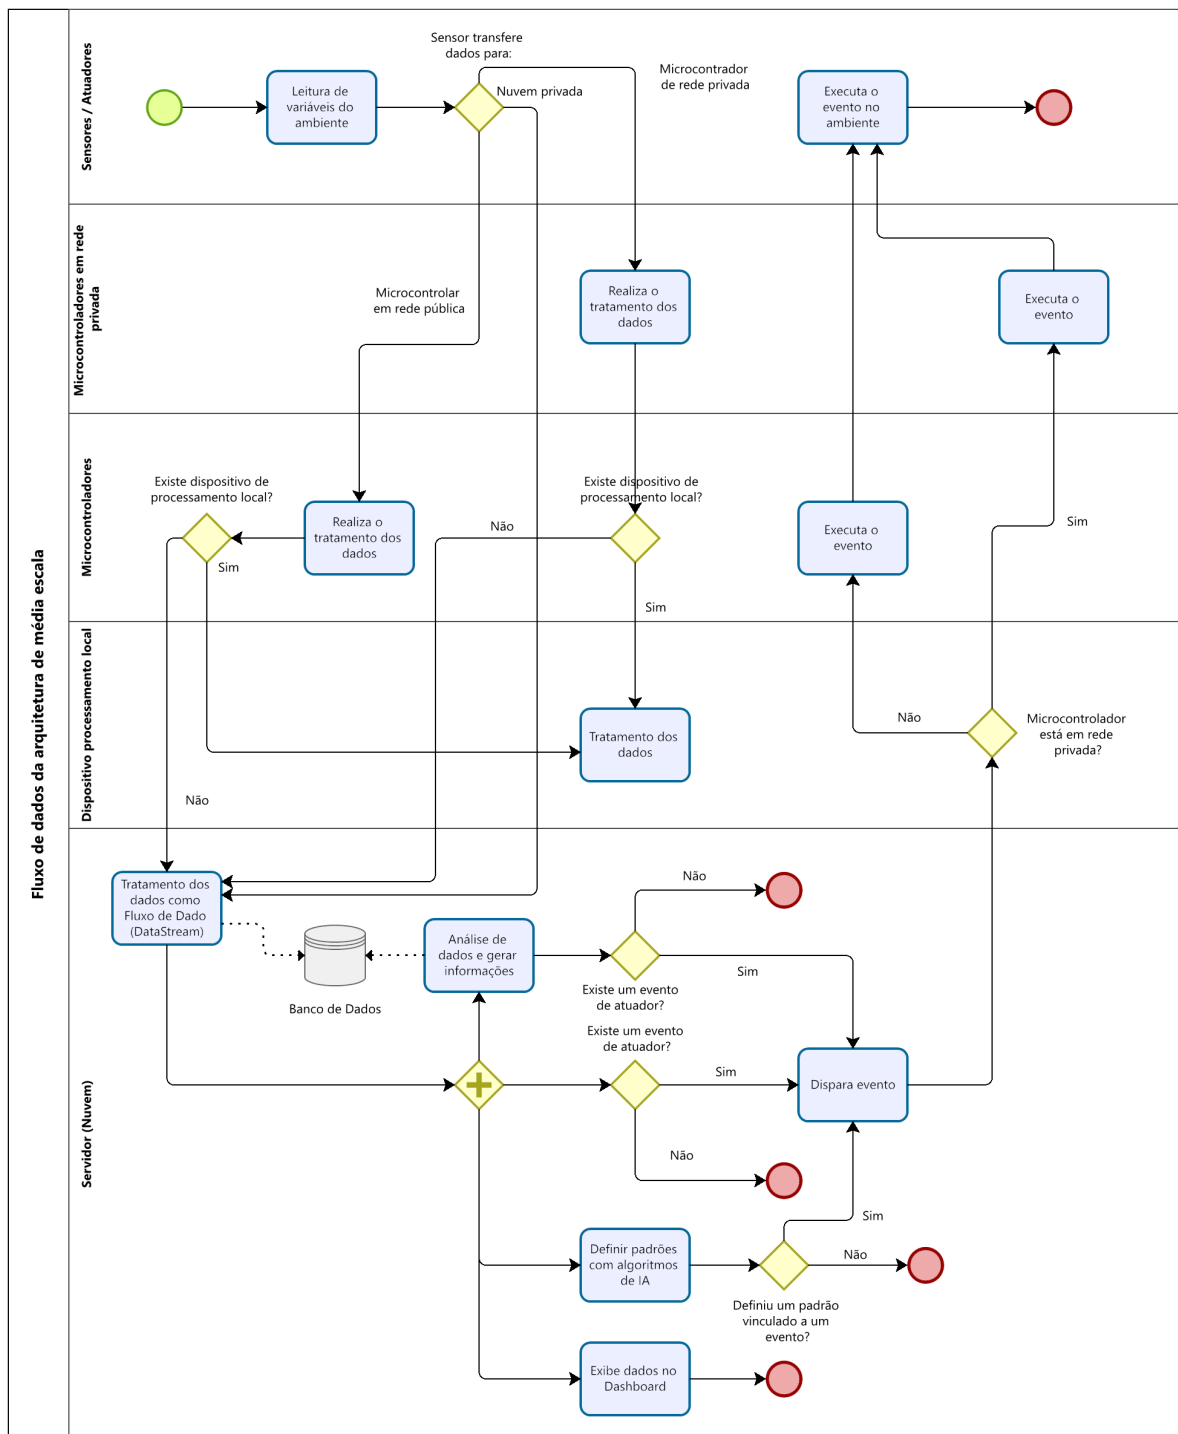 Fluxo de dados da arquitetura de média escala
Sensores / Atuadores
Sensor transfere
dados para:
Leitura de
variáveis do
ambiente
Nuvem privada
Microcontrador
de rede privada
Executa o
evento no
ambiente
Microcontroladores em rede
privada
Microcontrolar
em rede pública
Realiza o
tratamento dos
dados
Executa o
evento
Microcontroladores
Existe dispositivo de
processamento local?
Sim
Realiza o
tratamento dos
dados
Não
Existe dispositivo de
processamento local?
Sim
Executa o
evento
Sim
Dispositivo processamento local
Não
Tratamento dos
dados
Não
Microcontrolador
está em rede
privada?
Servidor (Nuvem)
Tratamento dos
dados como
Fluxo de Dado
(DataStream)
Banco de Dados
Análise de
dados e gerar
informações
Não
Existe um evento
de atuador?
Sim
Existe um evento
de atuador?
Sim
Não
Dispara evento
Definir padrões
com algoritmos
de IA
Sim
Não
Definiu um padrão
vinculado a um
evento?
Exibe dados no
Dashboard